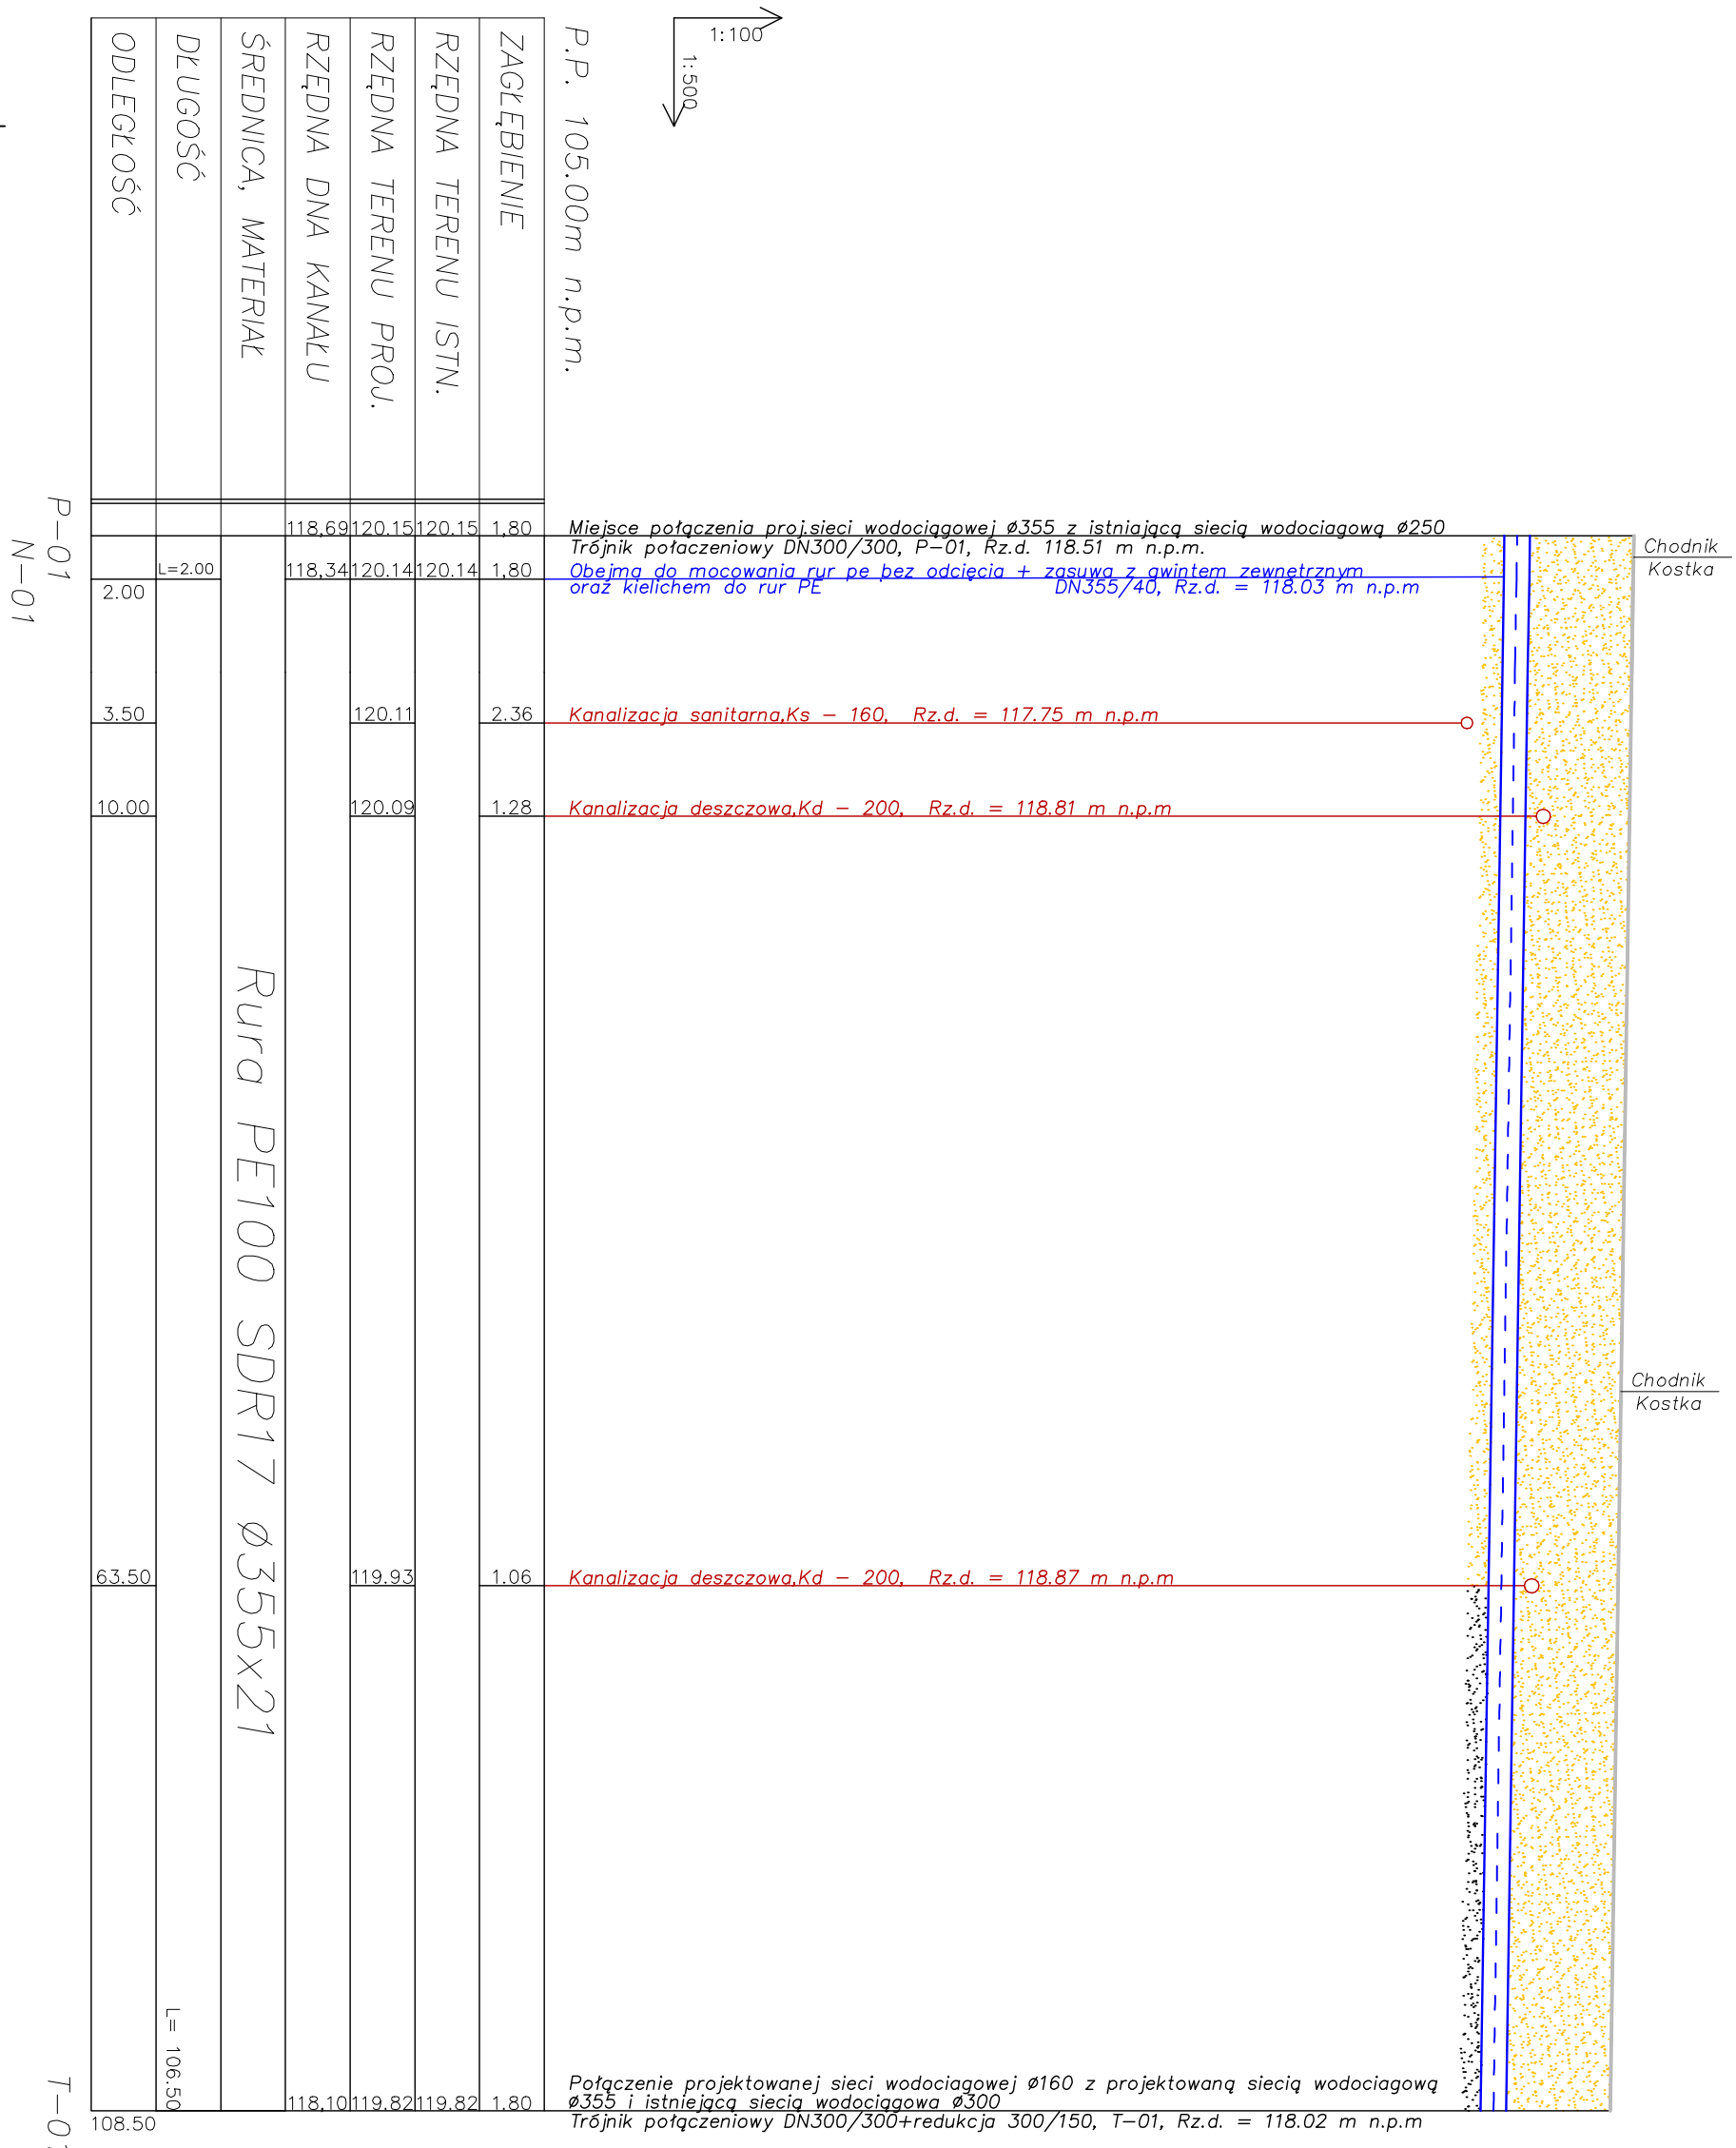 1:100
1:500
P.P. 105.00m n.p.m.
ZAGŁĘBIENIE
RZĘDNA TERENU ISTN.
RZĘDNA TERENU PROJ.
RZĘDNA DNA KANAŁU
ŚREDNICA, MATERIAŁ
DŁUGOŚĆ
ODLEGŁOŚĆ
P-01
N-01
118,69 120.15 120.15 1,80
Miejsce połączenia proj.sieci wodociągowej ø355 z istniającą siecią wodociagową ø250
Trójnik połaczeniowy DN300/300, P-01, Rz.d. 118.51 m n.p.m.
Chodnik
Kostka
2.00 L=2.00 118,34 120.14 120.14 1,80
Obejma do mocowania rur pe bez odcięcia + zasuwa z gwintem zewnętrznym
oraz kielichem do rur PE DN355/40, Rz.d. = 118.03 m n.p.m
3.50 120.11 2.36 Kanalizacja sanitarna,Ks - 160, Rz.d. = 117.75 m n.p.m
10.00 120.09 1.28 Kanalizacja deszczowa,Kd - 200, Rz.d. = 118.81 m n.p.m
Rura PE100 SDR17 ø355x21
Chodnik
Kostka
63.50 119.93 1.06 Kanalizacja deszczowa,Kd - 200, Rz.d. = 118.87 m n.p.m
L= 106.50
108.50 118,10 119.82 119.82 1,80
Połączenie projektowanej sieci wodociagowej ø160 z projektowaną siecią wodociagową
ø355 i istniejącą siecią wodociągowa ø300
Trójnik połączeniowy DN300/300+redukcja 300/150, T-01, Rz.d. = 118.02 m n.p.m